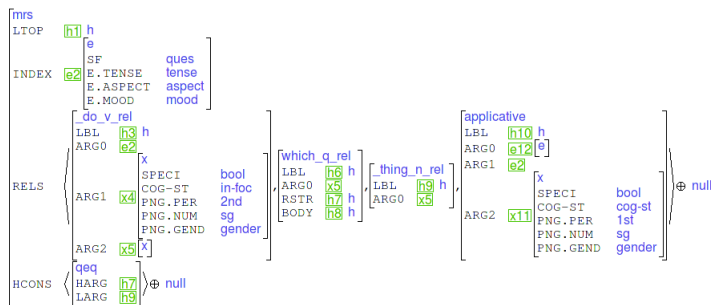 mrs
LTOP h1 h
e
SF ques
E.TENSE tense
INDEX e2 E.ASPECT aspect
E.MOOD mood
_do_v_rel
LBL h3 h
ARG0 e2
x
SPECI bool
COG-ST in-foc
ARG1 x4 PNG.PER 2nd
PNG.NUM sg
PNG.GEND gender
ARG2 x5 x
which_q_rel
LBL h6 h
ARG0 x5
RSTR h7 h
BODY h8 h
_thing_n_rel
LBL h9 h
ARG0 x5
applicative
LBL h10 h
ARG0 e12 e
ARG1 e2
x
SPECI bool
COG-ST cog-st
ARG2 x11 PNG.PER 1st
PNG.NUM sg
PNG.GEND gender
RELS ⟨ , , , ⟩ ⊕ null
qeq
HCONS HARG h7 ⊕ null
LARG h9